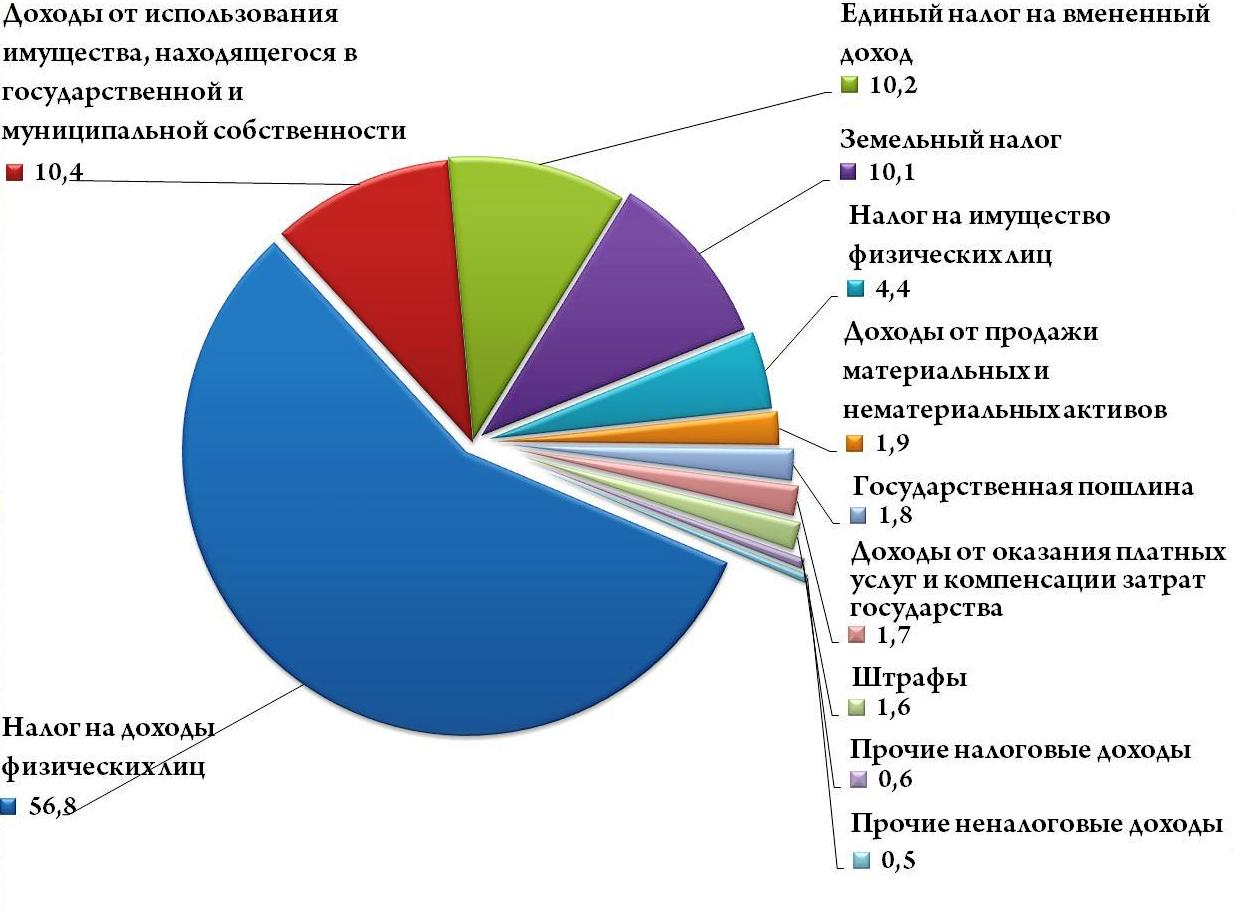 Доходы от использования
имущества, находящегося в
государственной и
муниципальной собственности
10,4
Единый налог на вмененный
доход
10,2
Земельный налог
10,1
Налог на имущество
физических лиц
4,4
Доходы от продажи
материальных и
нематериальных активов
1,9
Государственная пошлина
1,8
Доходы от оказания платных
услуг и компенсации затрат
государства
1,7
Штрафы
1,6
Прочие налоговые доходы
0,6
Прочие неналоговые доходы
0,5
Налог на доходы
физических лиц
56,8